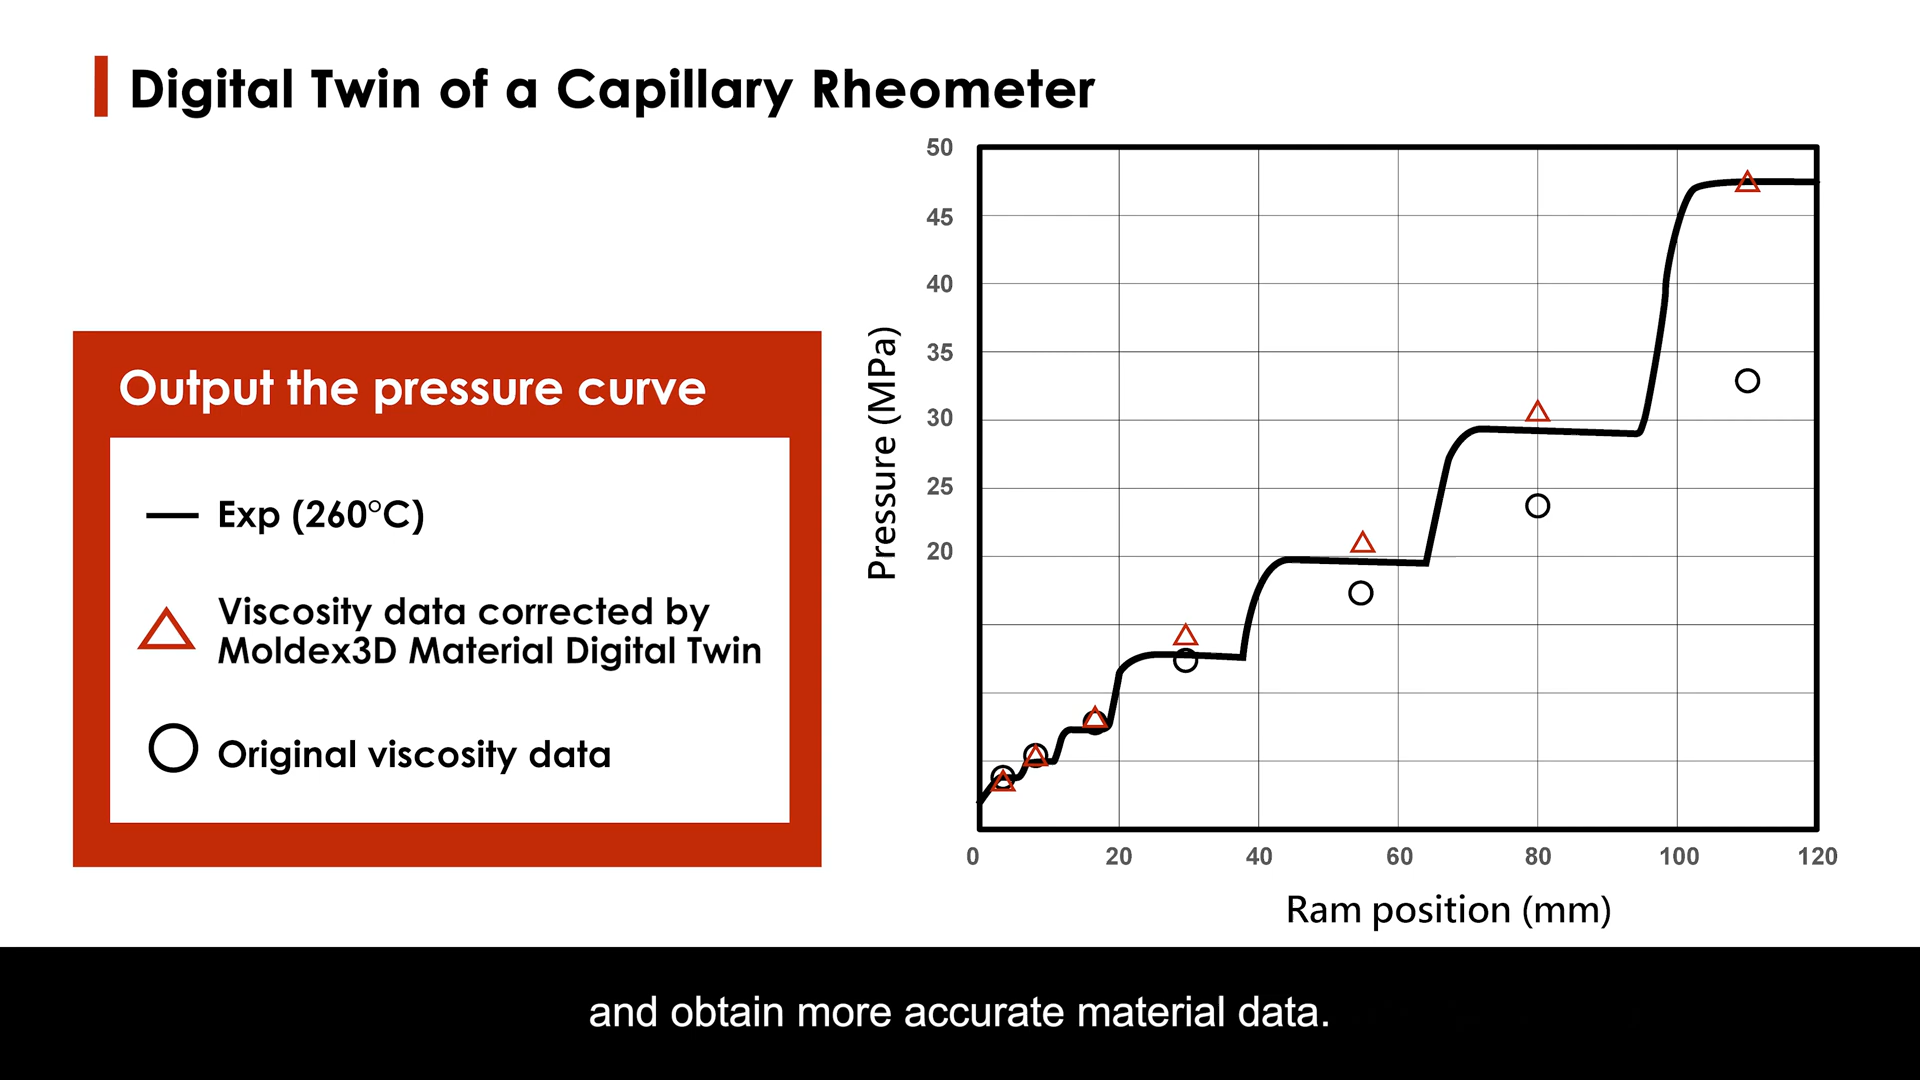 Digital Twin of a Capillary Rheometer
Output the pressure curve
Exp (260°C)
Viscosity data corrected by
Moldex3D Material Digital Twin
Original viscosity data
Pressure (MPa)
50
45
40
35
30
25
20
0
20
40
60
80
100
120
Ram position (mm)
and obtain more accurate material data.